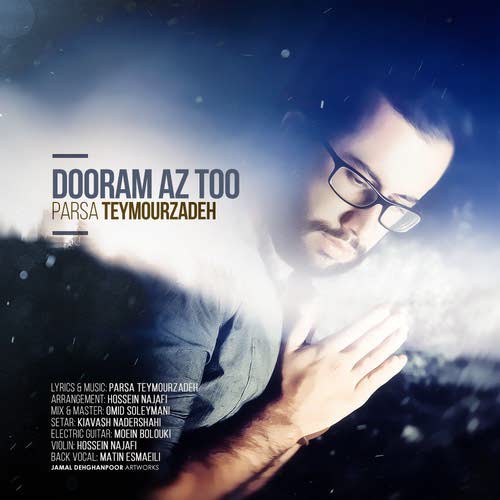 DOORAM AZ TOO
PARSA TEYMOURZADEH
LYRICS & MUSIC: PARSA TEYMOURZADEH
ARRANGEMENT: HOSSEIN NAJAFI
MIX & MASTER: OMID SOLEYMANI
SETAR: KIAVASH NADERSHAHI
ELECTRIC GUITAR: MOEIN BOLOUKI
VIOLIN: HOSSEIN NAJAFI
BACK VOCAL: MATIN ESMAEILI
JAMAL DEHGHANPOOR ARTWORKS